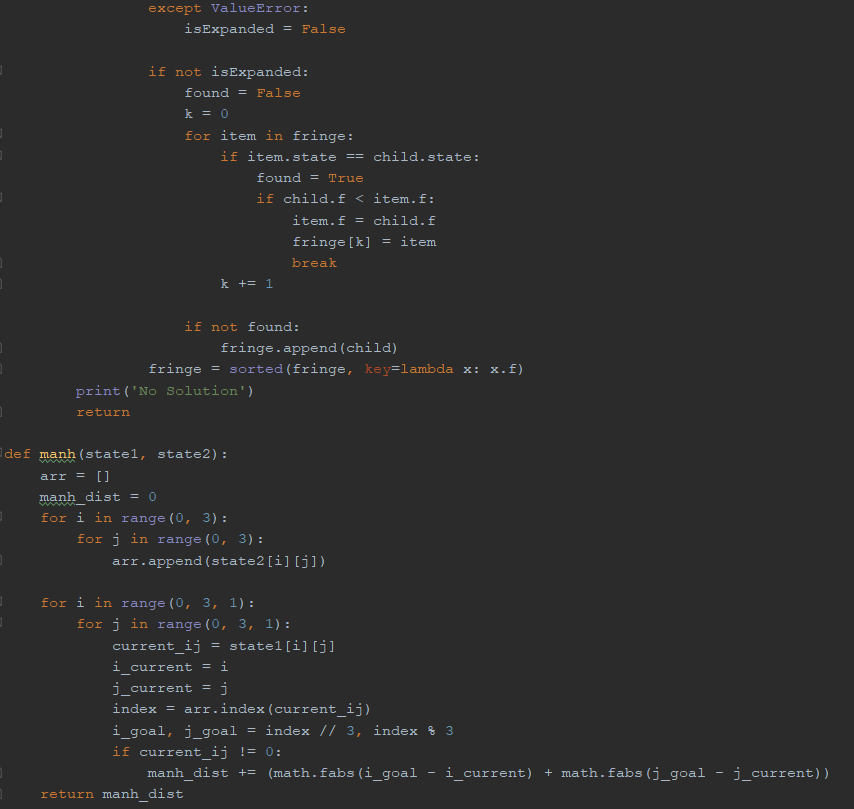 except ValueError:
isExpanded = False
if not isExpanded:
found = False
k = 0
for item in fringe:
if item.state == child.state:
found = True
if child.f < item.f:
item.f = child.f
fringe[k] = item
break
k += 1
if not found:
fringe.append(child)
fringe = sorted(fringe, key=lambda x: x.f)
print('No Solution')
return
def manh(state1, state2):
arr = []
manh_dist = 0
for i in range(0, 3):
for j in range(0, 3):
arr.append(state2[i][j])
for i in range(0, 3, 1):
for j in range(0, 3, 1):
current_ij = state1[i][j]
i_current = i
j_current = j
index = arr.index(current_ij)
i_goal, j_goal = index // 3, index % 3
if current_ij != 0:
manh_dist += (math.fabs(i_goal - i_current) + math.fabs(j_goal - j_current))
return manh_dist